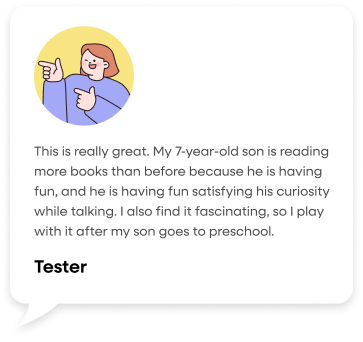 This is really great. My 7-year-old son is reading
more books than before because he is having
fun, and he is having fun satisfying his curiosity
while talking. I also find it fascinating, so I play
with it after my son goes to preschool.
Tester